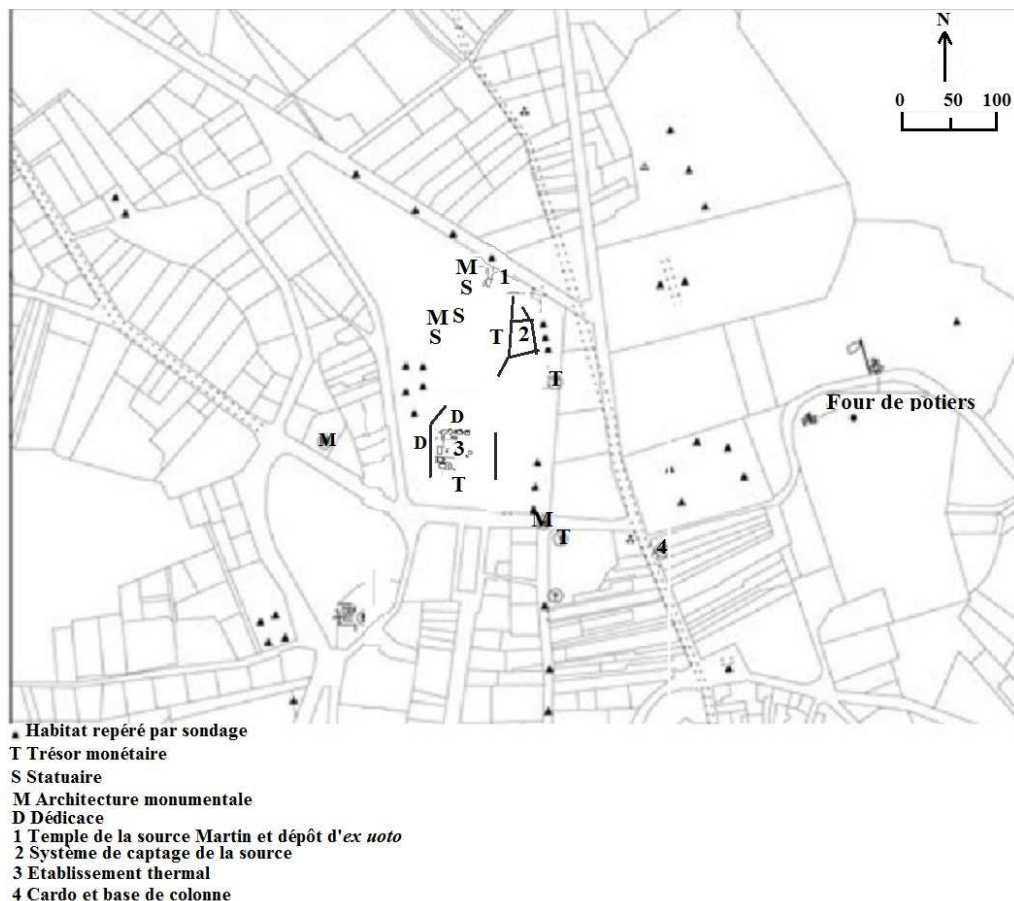 N
0 50 100
M
1
S
M S
S
T
2
T
Four de potiers
D
M
D
3
T
M
T
4
Habitat repéré par sondage
T Trésor monétaire
S Statuaire
M Architecture monumentale
D Dédicace
1 Temple de la source Martin et dépôt d'ex uoto
2 Système de captage de la source
3 Etablissement thermal
4 Cardo et base de colonne